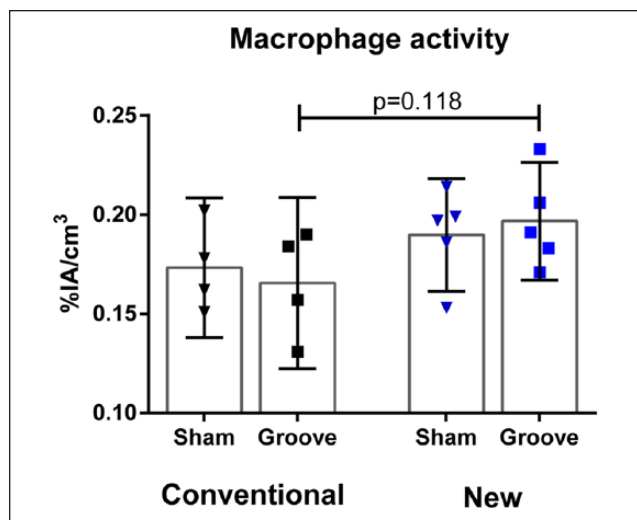 Macrophage activity
p=0.118
%IA/cm³
0.25
0.20
0.15
0.10
Sham Groove Sham Groove
Conventional New